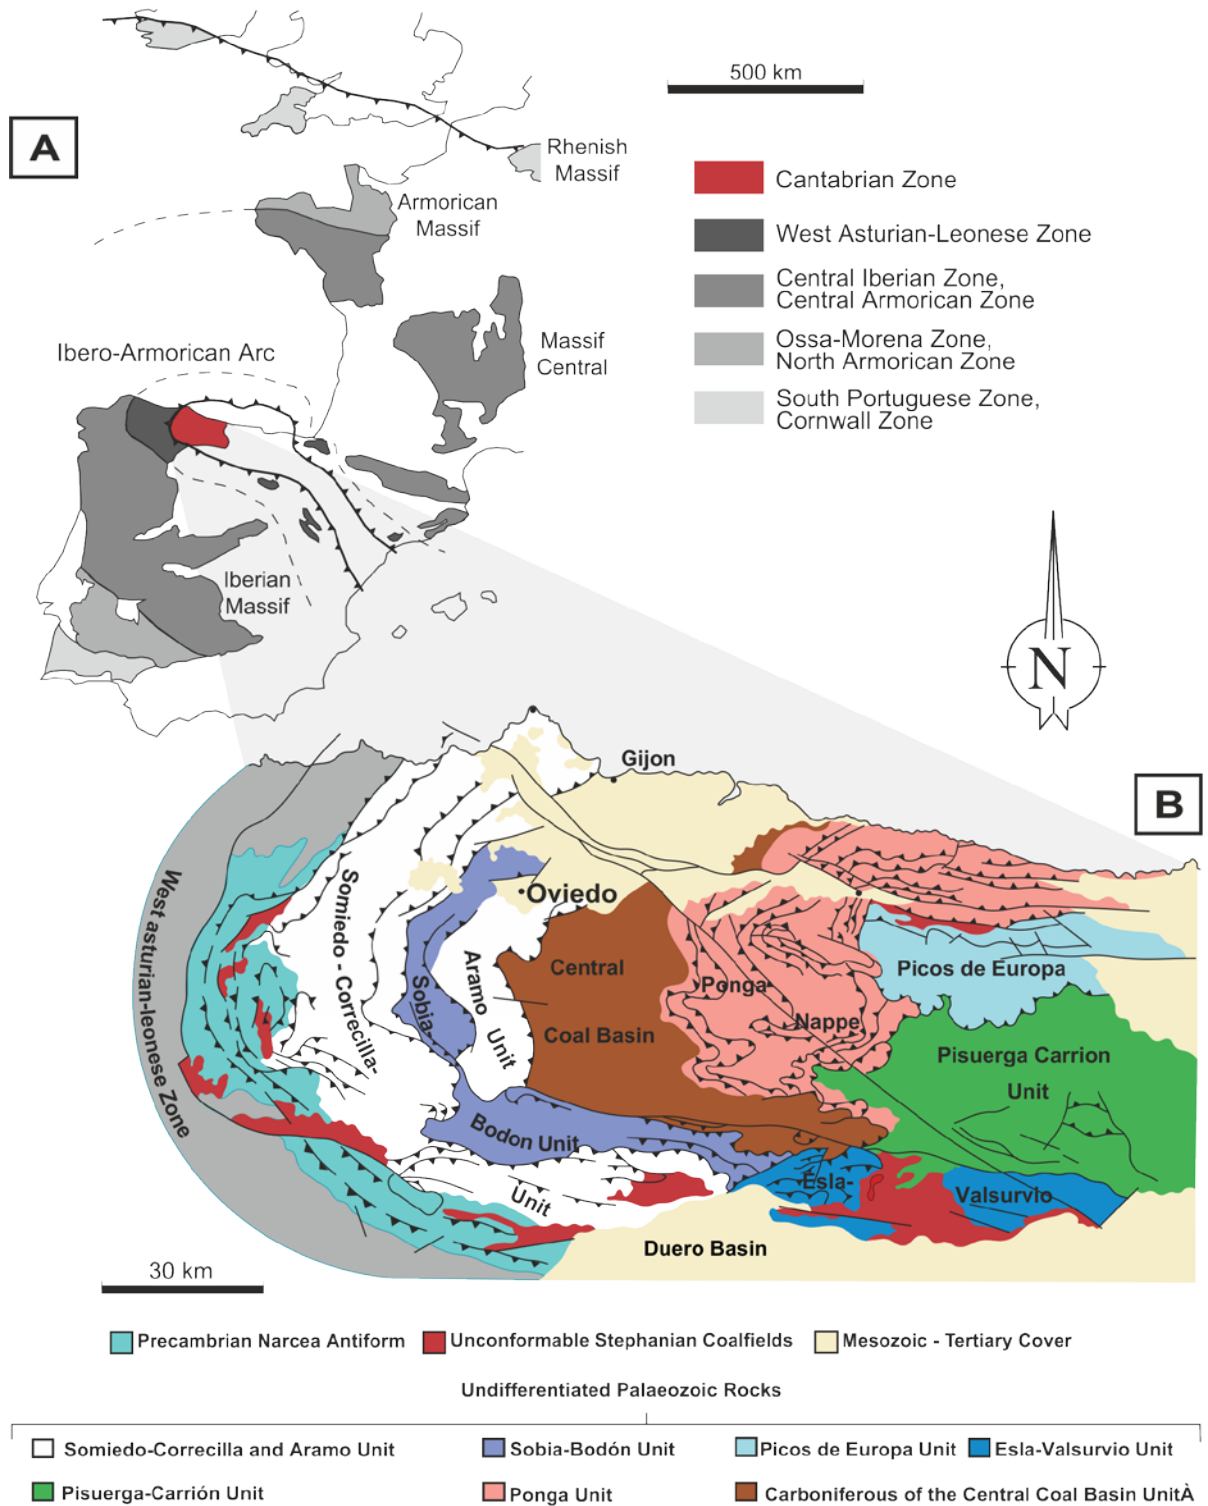 500 km
A
Rhenish
Massif
Armorican
Massif
Cantabrian Zone
West Asturian-Leonese Zone
Central Iberian Zone,
Central Armorican Zone
Ossa-Morena Zone,
North Armorican Zone
South Portuguese Zone,
Cornwall Zone
Massif
Central
Ibero-Armorican Arc
Iberian
Massif
N
B
Gijon
Oviedo
West asturian-leonese Zone
Somiedo - Correcilla-
Sobia-
Aramo Unit
Central
Coal Basin
Ponga
Nappe
Picos de Europa
Pisuerga Carrion
Unit
Bodon Unit
Unit
Esla-
Valsurvio
Duero Basin
30 km
Precambrian Narcea Antiform
Unconformable Stephanian Coalfields
Mesozoic - Tertiary Cover
Undifferentiated Palaeozoic Rocks
Somiedo-Correcilla and Aramo Unit
Sobia-Bodón Unit
Picos de Europa Unit
Esla-Valsurvio Unit
Pisuerga-Carrión Unit
Ponga Unit
Carboniferous of the Central Coal Basin UnitÀ